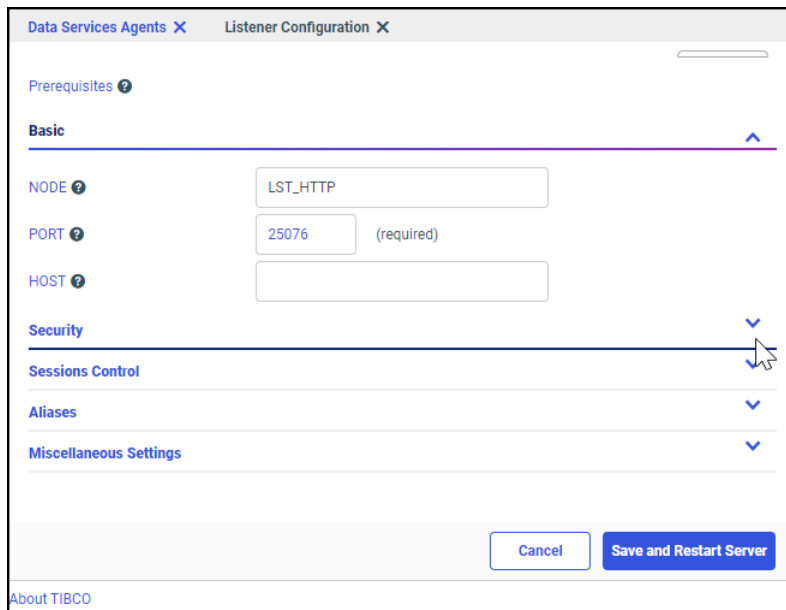 Data Services Agents Listener Configuration
Prerequisites
Basic
NODE LST_HTTP
PORT 25076 (required)
HOST
Security
Sessions Control
Aliases
Miscellaneous Settings
Cancel Save and Restart Server
About TIBCO